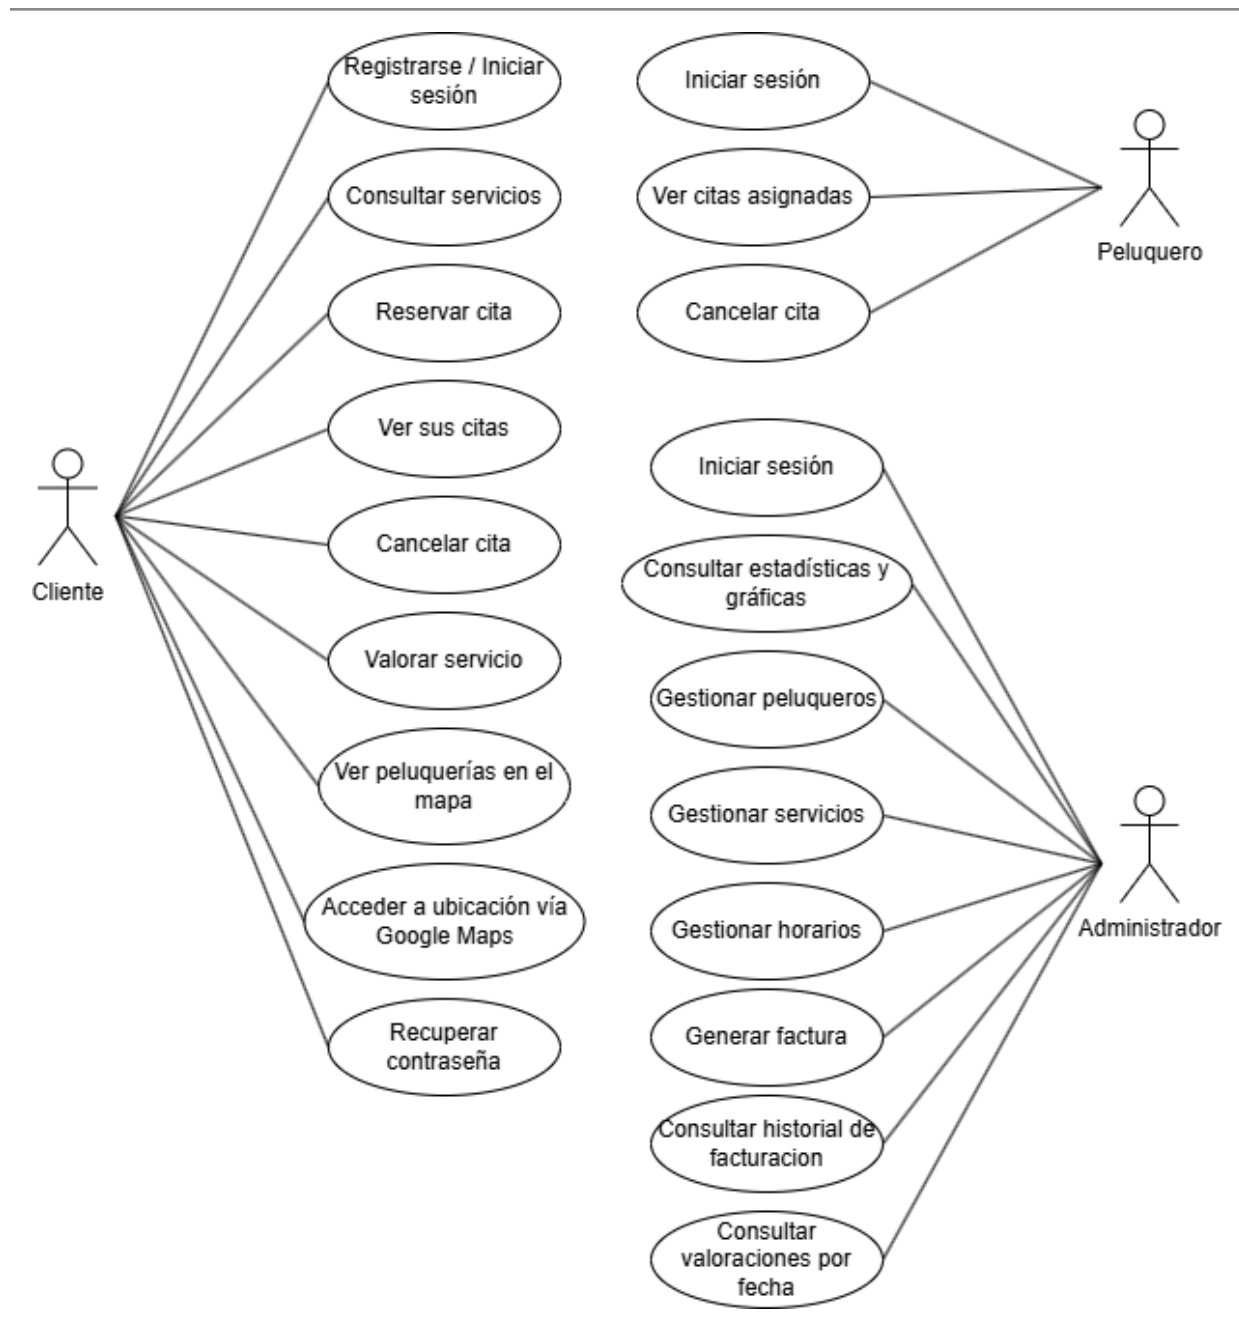 Registrarse / Iniciar
sesión
Consultar servicios
Reservar cita
Ver sus citas
Cancelar cita
Valorar servicio
Ver peluquerías en el
mapa
Acceder a ubicación vía
Google Maps
Recuperar
contraseña
Cliente
Iniciar sesión
Ver citas asignadas
Cancelar cita
Peluquero
Iniciar sesión
Consultar estadísticas y
gráficas
Gestionar peluqueros
Gestionar servicios
Gestionar horarios
Generar factura
Consultar historial de
facturacion
Consultar
valoraciones por
fecha
Administrador